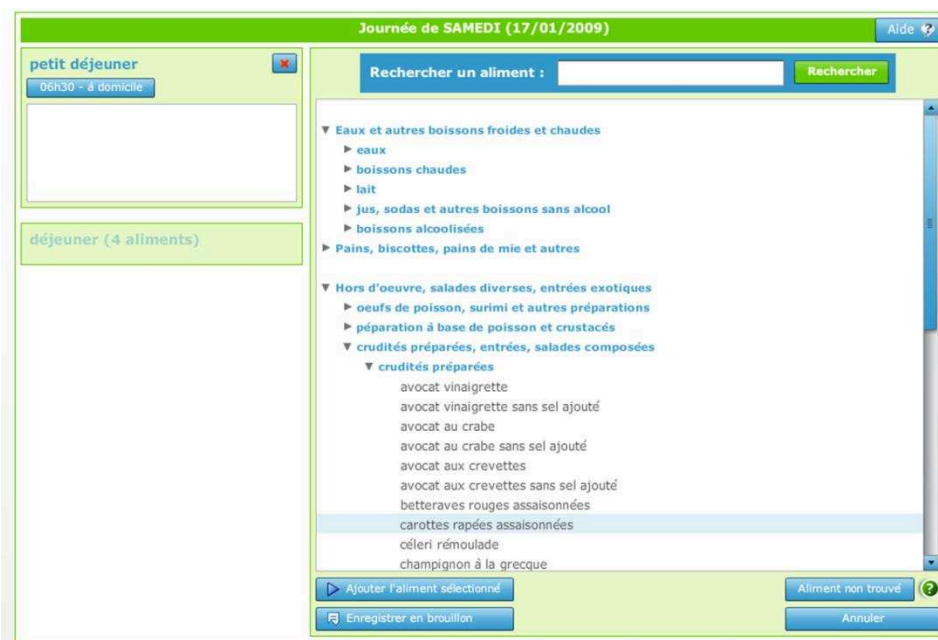 Journée de SAMEDI (17/01/2009)
Aide ?
petit déjeuner
06h30 - à domicile
déjeuner (4 aliments)
Rechercher un aliment :
Rechercher
Eaux et autres boissons froides et chaudes
eaux
boissons chaudes
lait
jus, sodas et autres boissons sans alcool
boissons alcoolisées
Pains, biscottes, pains de mie et autres
Hors d'oeuvre, salades diverses, entrées exotiques
oeufs de poisson, surimi et autres préparations
péparation à base de poisson et crustacés
crudités préparées, entrées, salades composées
crudités préparées
avocat vinaigrette
avocat vinaigrette sans sel ajouté
avocat au crabe
avocat au crabe sans sel ajouté
avocat aux crevettes
avocat aux crevettes sans sel ajouté
betteraves rouges assaisonnées
carottes rapées assaisonnées
céleri rémoulade
champignon à la grecque
Ajouter l'aliment sélectionné
Aliment non trouvé ?
Enregistrer en brouillon
Annuler